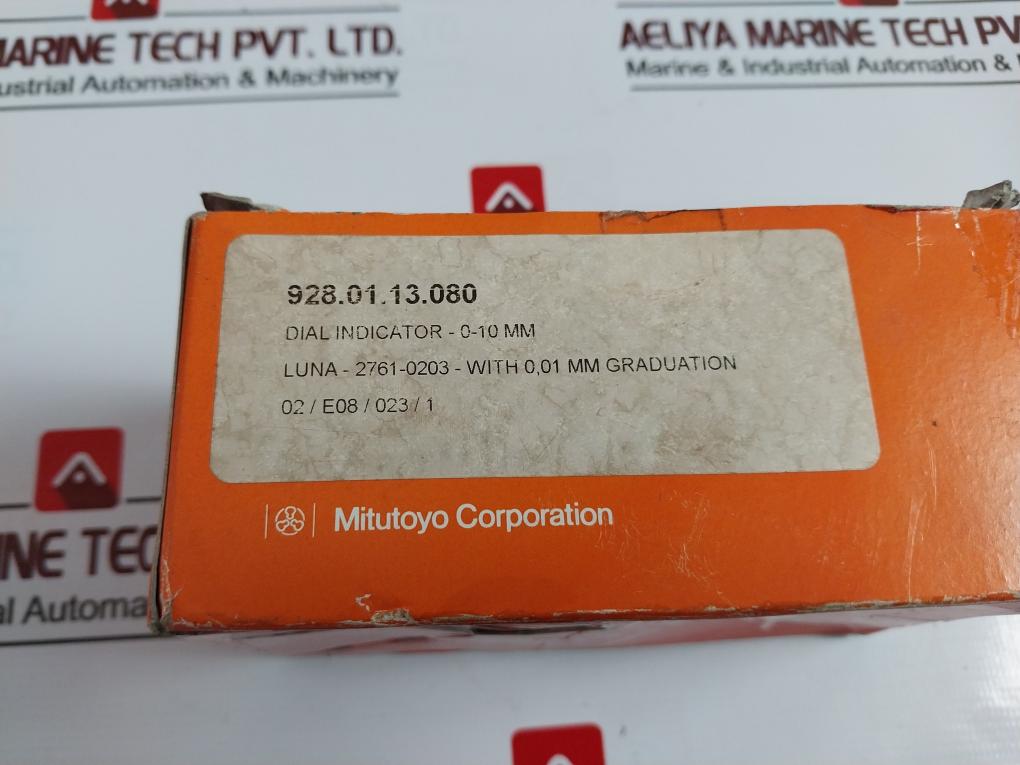 MARINE TECH PVT. LTD.
ustrial Automation & Machinery
AELIYA MARINE TECH PV
Marine & Industrial Automation & 
928.01.13.080
DIAL INDICATOR - 0-10 MM
LUNA - 2761-0203 - WITH 0,01 MM GRADUATION
02 / E08 / 023 / 1
Mitutoyo Corporation
INE TEC
al Automa